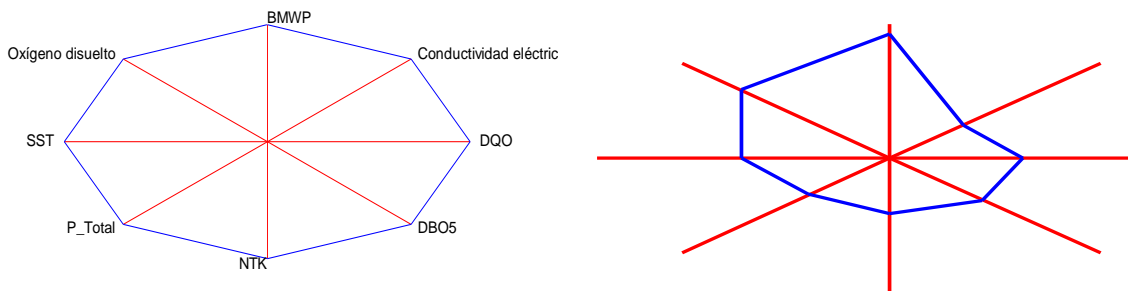 BMWP
Oxígeno disuelto
Conductividad eléctric
SST
DQO
P_Total
DBO5
NTK